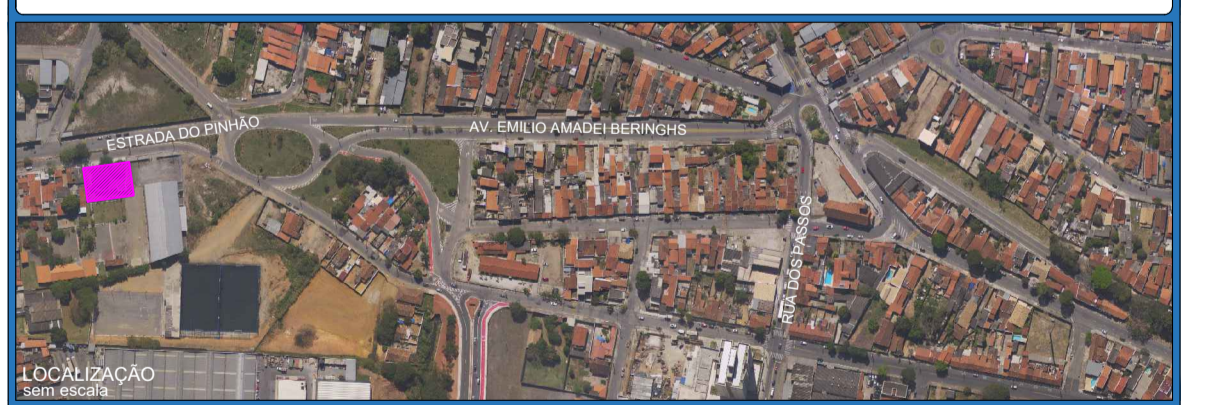 ESTRADA DO PINHÃO
AV. EMILIO AMADEI BERINGHS
RUA DOS PASSOS
LOCALIZAÇÃO
sem escala